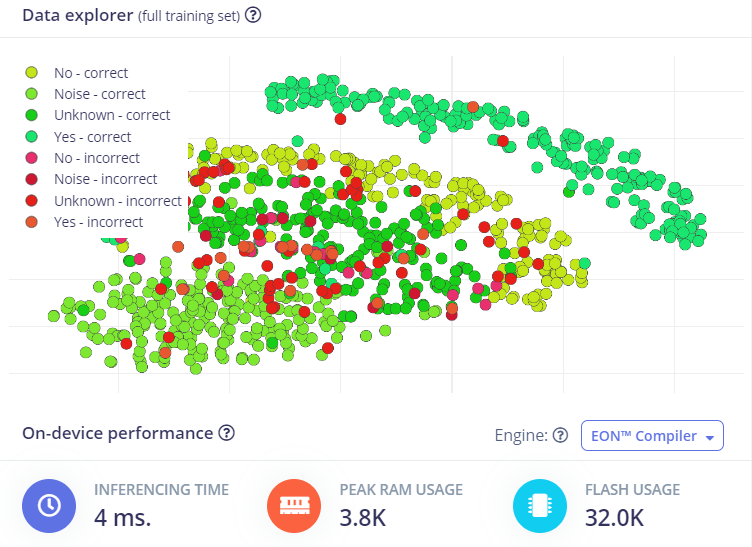 Data explorer (full training set) ?
No - correct
Noise - correct
Unknown - correct
Yes - correct
No - incorrect
Noise - incorrect
Unknown - incorrect
Yes - incorrect
On-device performance ? Engine: ? EON™ Compiler
INFERENCING TIME PEAK RAM USAGE FLASH USAGE
4 ms. 3.8K 32.0K